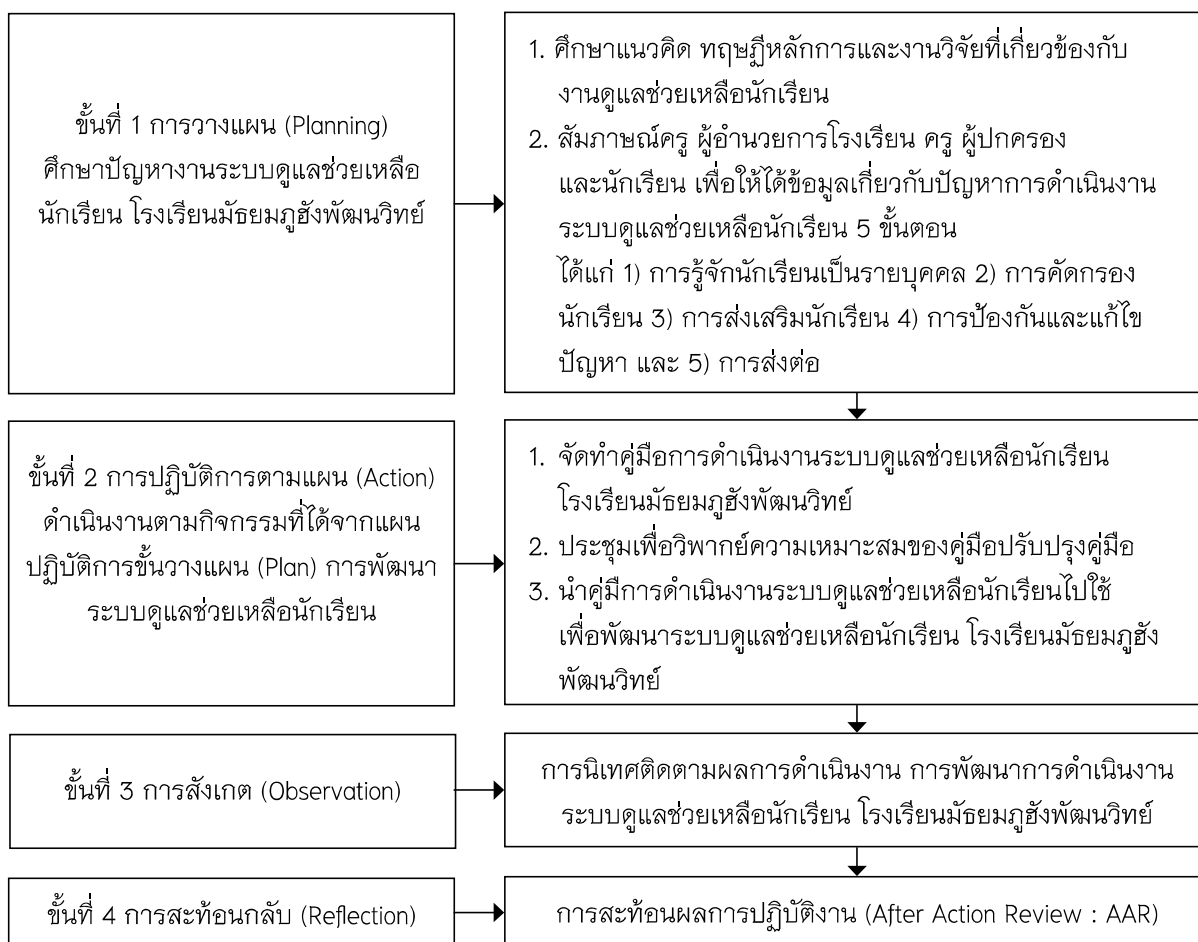 ขั้นที่ 1 การวางแผน (Planning)
ศึกษาปัญหางานระบบดูแลช่วยเหลือ
นักเรียน โรงเรียนมัธยมภูฮังพัฒนวิทย์
1. ศึกษาแนวคิด ทฤษฏีหลักการและงานวิจัยที่เกี่ยวข้องกับ
งานดูแลช่วยเหลือนักเรียน
2. สัมภาษณ์ครู ผู้อำนวยการโรงเรียน ครู ผู้ปกครอง
และนักเรียน เพื่อให้ได้ข้อมูลเกี่ยวกับปัญหาการดำเนินงาน
ระบบดูแลช่วยเหลือนักเรียน 5 ขั้นตอน
ได้แก่ 1) การรู้จักนักเรียนเป็นรายบุคคล 2) การคัดกรอง
นักเรียน 3) การส่งเสริมนักเรียน 4) การป้องกันและแก้ไข
ปัญหา และ 5) การส่งต่อ
ขั้นที่ 2 การปฏิบัติการตามแผน (Action)
ดำเนินงานตามกิจกรรมที่ได้จากแผน
ปฏิบัติการขั้นวางแผน (Plan) การพัฒนา
ระบบดูแลช่วยเหลือนักเรียน
1. จัดทำคู่มือการดำเนินงานระบบดูแลช่วยเหลือนักเรียน
โรงเรียนมัธยมภูฮังพัฒนวิทย์
2. ประชุมเพื่อวิพากย์ความเหมาะสมของคู่มือปรับปรุงคู่มือ
3. นำคู่มีการดำเนินงานระบบดูแลช่วยเหลือนักเรียนไปใช้
เพื่อพัฒนาระบบดูแลช่วยเหลือนักเรียน โรงเรียนมัธยมภูฮัง
พัฒนวิทย์
ขั้นที่ 3 การสังเกต (Observation)
การนิเทศติดตามผลการดำเนินงาน การพัฒนาการดำเนินงาน
ระบบดูแลช่วยเหลือนักเรียน โรงเรียนมัธยมภูฮังพัฒนวิทย์
ขั้นที่ 4 การสะท้อนกลับ (Reflection)
การสะท้อนผลการปฏิบัติงาน (After Action Review : AAR)